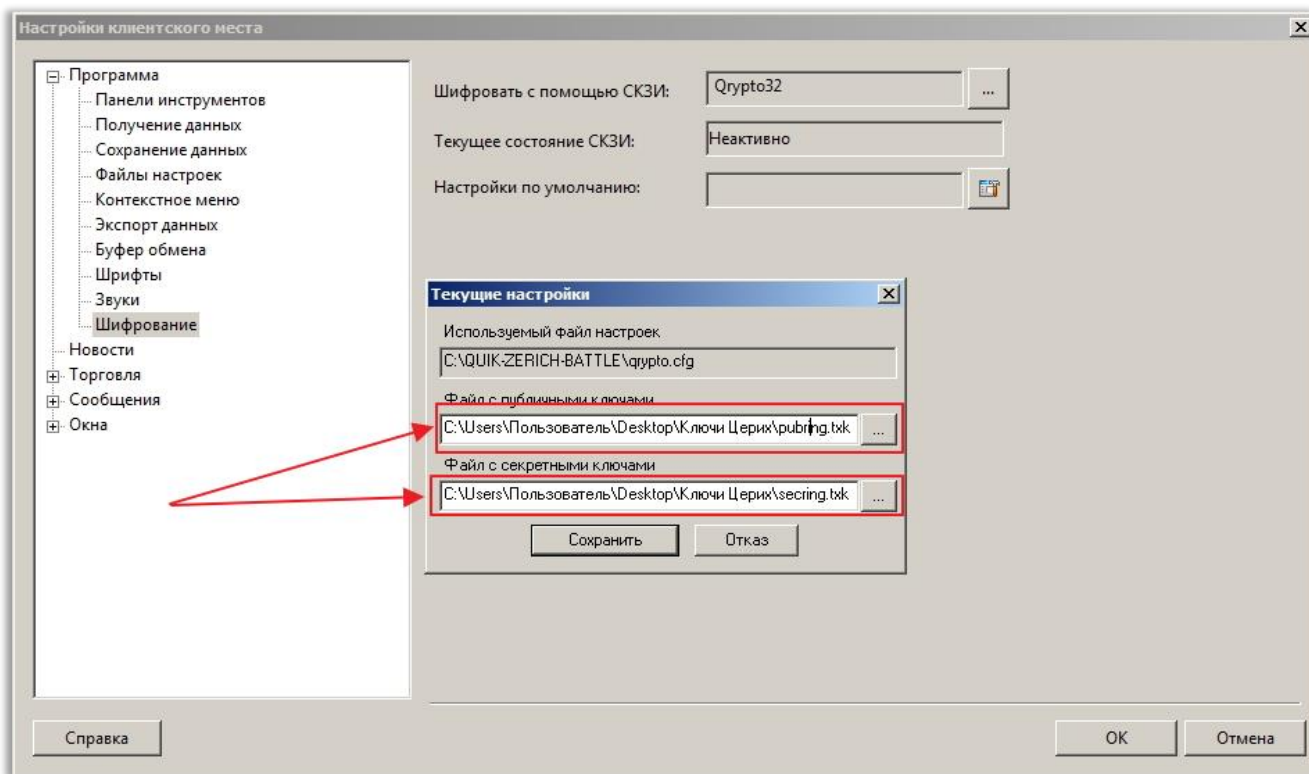 Настройки клиентского места
Программа
Панели инструментов
Получение данных
Сохранение данных
Файлы настроек
Контекстное меню
Экспорт данных
Буфер обмена
Шрифты
Звуки
Шифрование
Новости
Торговля
Сообщения
Окна
Шифровать с помощью СКЗИ:
Qrypto32
...
Текущее состояние СКЗИ:
Неактивно
Настройки по умолчанию:
Текущие настройки
Используемый файл настроек
C:\QUIK-ZERICH-BATTLE\qrypto.cfg
Файл с публичными ключами
C:\Users\Пользователь\Desktop\Ключи Церих\pubring.txk
...
Файл с секретными ключами
C:\Users\Пользователь\Desktop\Ключи Церих\secring.txk
...
Сохранить
Отказ
Справка
ОК
Отмена